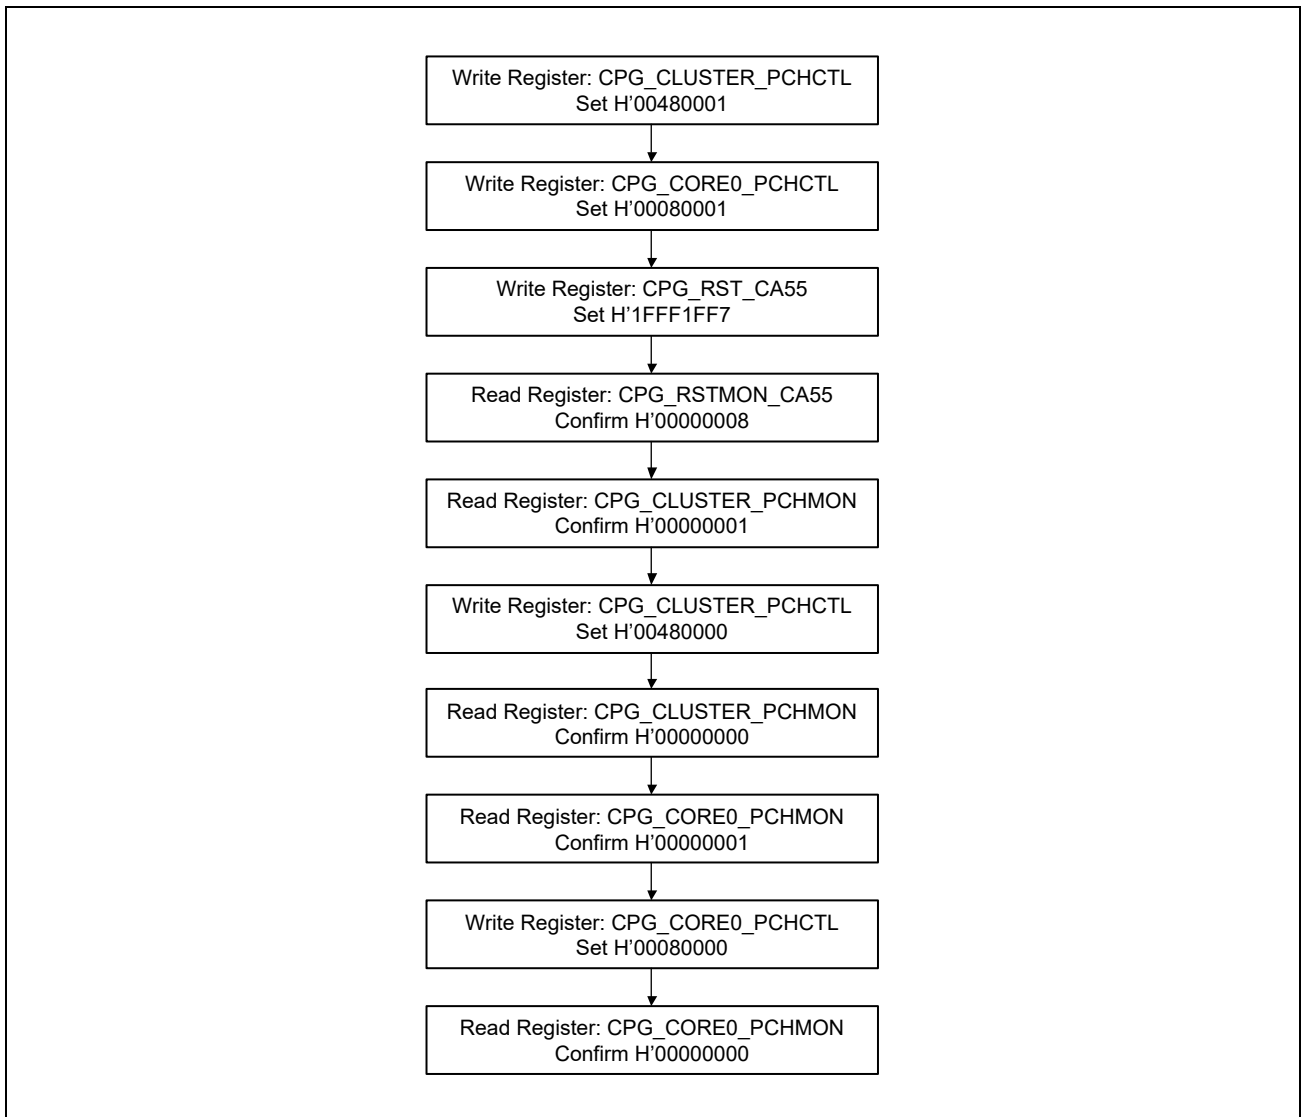 Write Register: CPG_CLUSTER_PCHCTL
Set H’00480001
Write Register: CPG_CORE0_PCHCTL
Set H’00080001
Write Register: CPG_RST_CA55
Set H’1FFF1FF7
Read Register: CPG_RSTMON_CA55
Confirm H’00000008
Read Register: CPG_CLUSTER_PCHMON
Confirm H’00000001
Write Register: CPG_CLUSTER_PCHCTL
Set H’00480000
Read Register: CPG_CLUSTER_PCHMON
Confirm H’00000000
Read Register: CPG_CORE0_PCHMON
Confirm H’00000001
Write Register: CPG_CORE0_PCHCTL
Set H’00080000
Read Register: CPG_CORE0_PCHMON
Confirm H’00000000